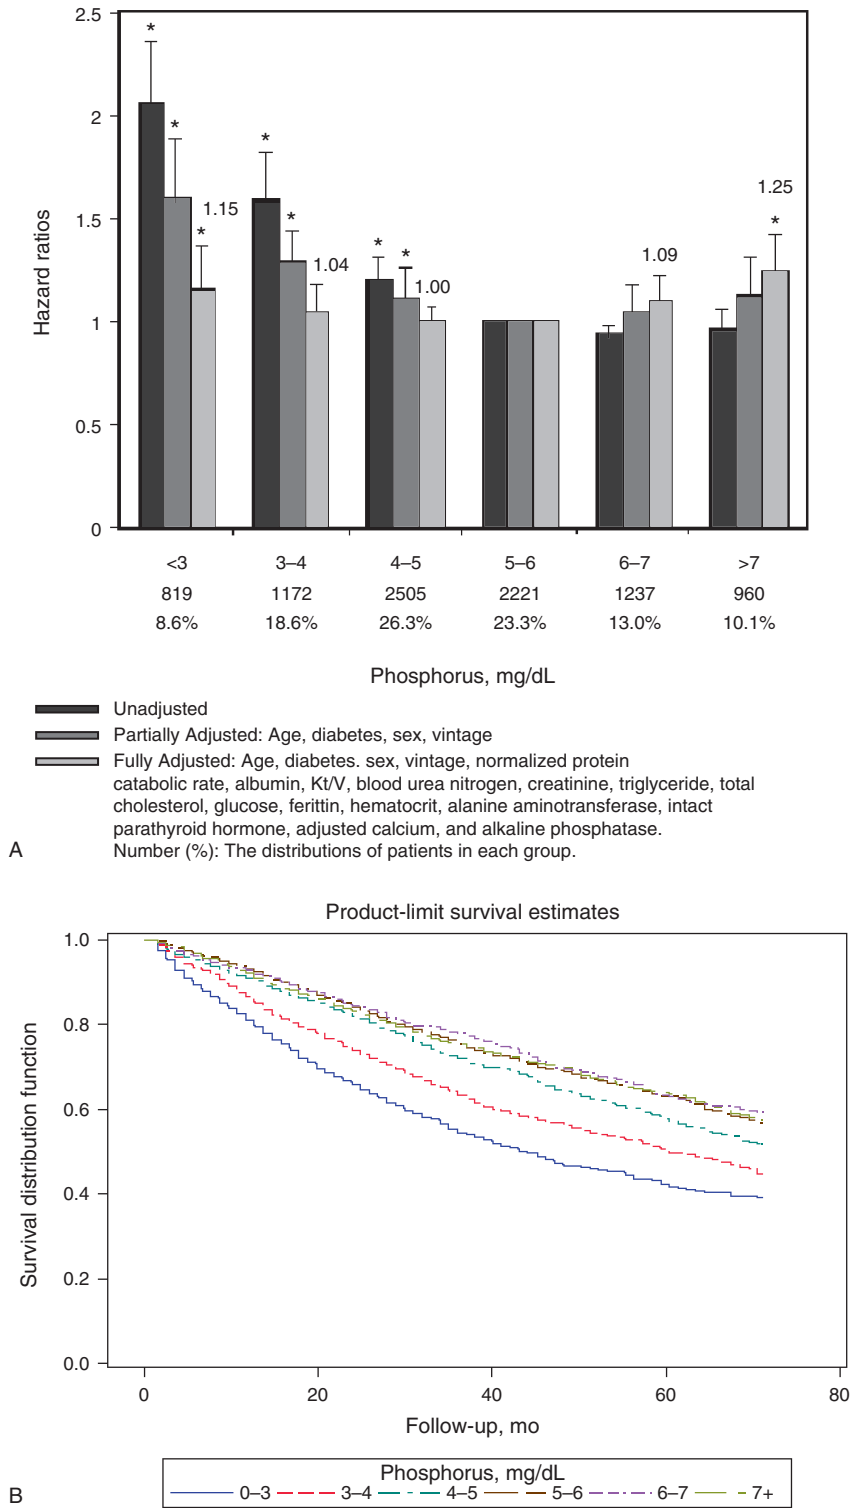 2.5
*
2
*
*
1.5
1.15
*
*
1.04
*
*
1.00
1.09
1.25
*
1
0.5
0
Hazard ratios
<3 3–4 4–5 5–6 6–7 >7
819 1172 2505 2221 1237 960
8.6% 18.6% 26.3% 23.3% 13.0% 10.1%
Phosphorus, mg/dL
Unadjusted
Partially Adjusted: Age, diabetes, sex, vintage
Fully Adjusted: Age, diabetes. sex, vintage, normalized protein
catabolic rate, albumin, Kt/V, blood urea nitrogen, creatinine, triglyceride, total
cholesterol, glucose, ferittin, hematocrit, alanine aminotransferase, intact
parathyroid hormone, adjusted calcium, and alkaline phosphatase.
A Number (%): The distributions of patients in each group.
Product-limit survival estimates
1.0
0.8
0.6
0.4
0.2
0.0
Survival distribution function
0 20 40 60 80
Follow-up, mo
Phosphorus, mg/dL
B 0–3 3–4 4–5 5–6 6–7 7+